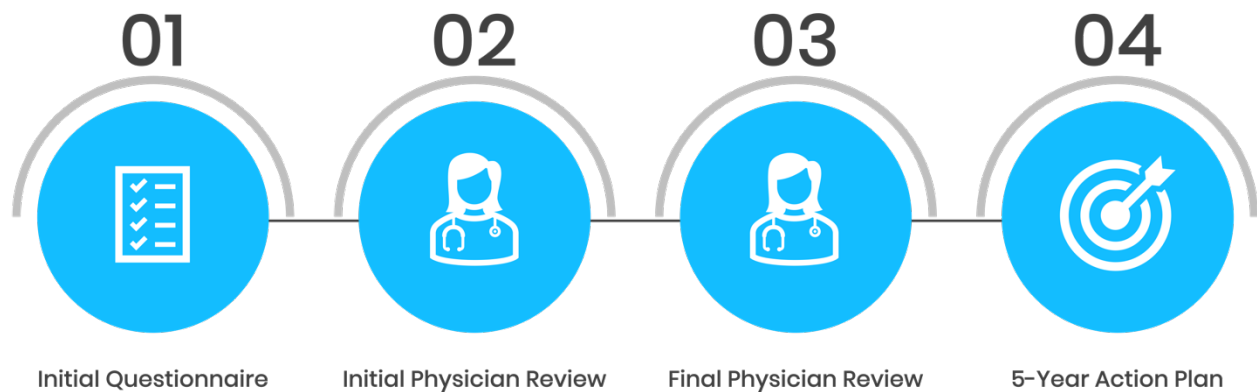 01
02
03
04
Initial Questionnaire
Initial Physician Review
Final Physician Review
5-Year Action Plan